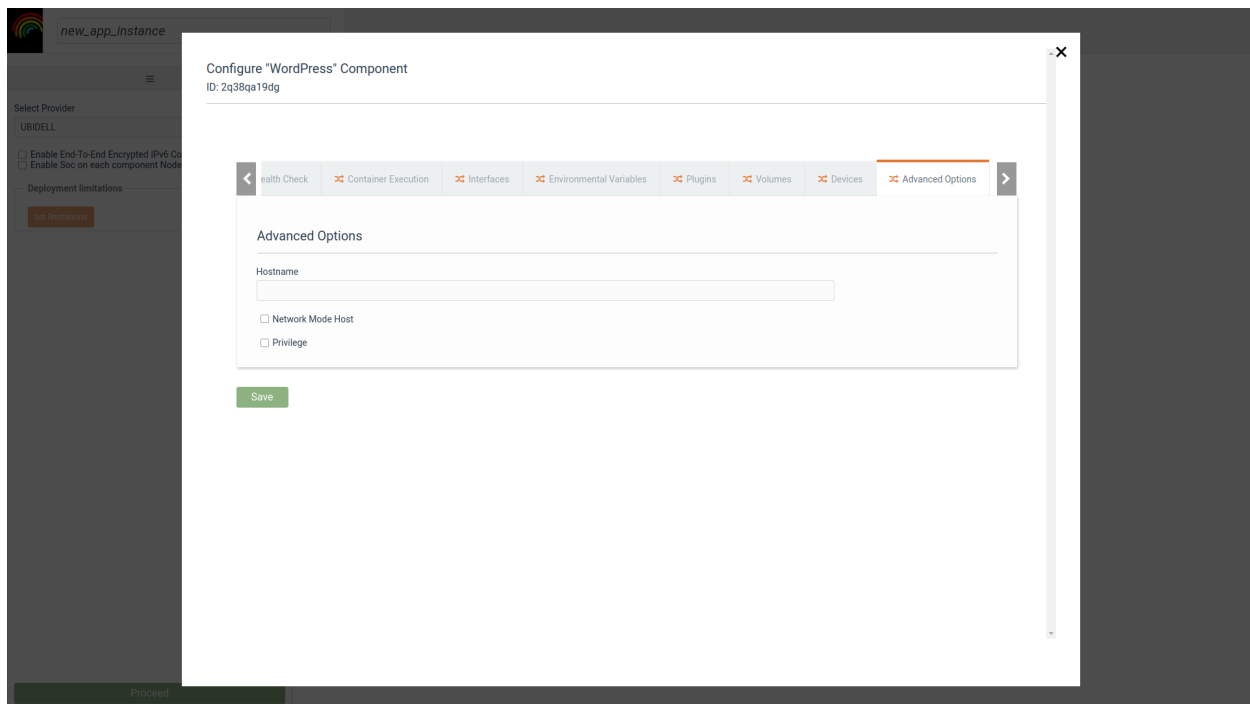 new_app_Instance
Configure "WordPress" Component
ID: 2q38qa19dg
Select Provider
UBIDELL
Enable End-To-End Encrypted IPv6 Co
Enable Soc on each component Node
Deployment limitations
set limitations
ealth Check Container Execution Interfaces Environmental Variables Plugins Volumes Devices Advanced Options
Advanced Options
Hostname
Network Mode Host
Privilege
Save
Proceed